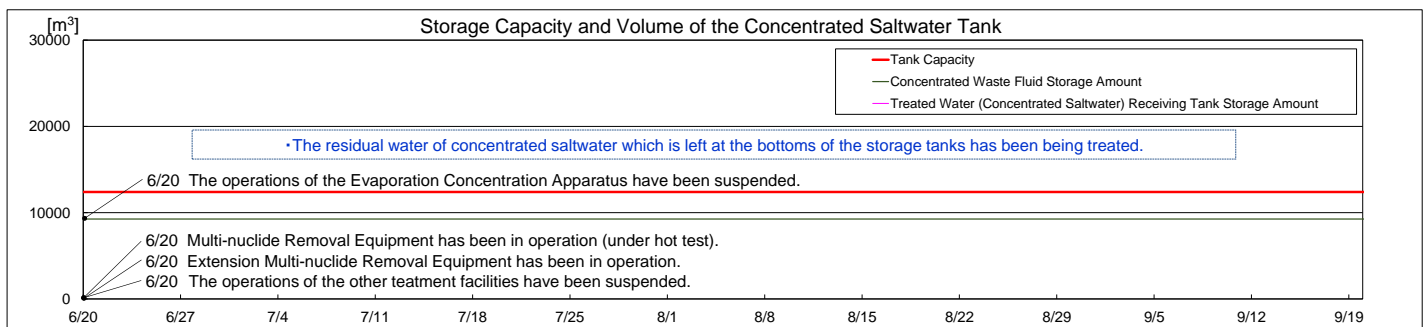 Storage Capacity and Volume of the Concentrated Saltwater Tank
[m³]
30000
20000
10000
0
Tank Capacity
Concentrated Waste Fluid Storage Amount
Treated Water (Concentrated Saltwater) Receiving Tank Storage Amount
・The residual water of concentrated saltwater which is left at the bottoms of the storage tanks has been being treated.
6/20 The operations of the Evaporation Concentration Apparatus have been suspended.
6/20 Multi-nuclide Removal Equipment has been in operation (under hot test).
6/20 Extension Multi-nuclide Removal Equipment has been in operation.
6/20 The operations of the other teatment facilities have been suspended.
6/20 6/27 7/4 7/11 7/18 7/25 8/1 8/8 8/15 8/22 8/29 9/5 9/12 9/19